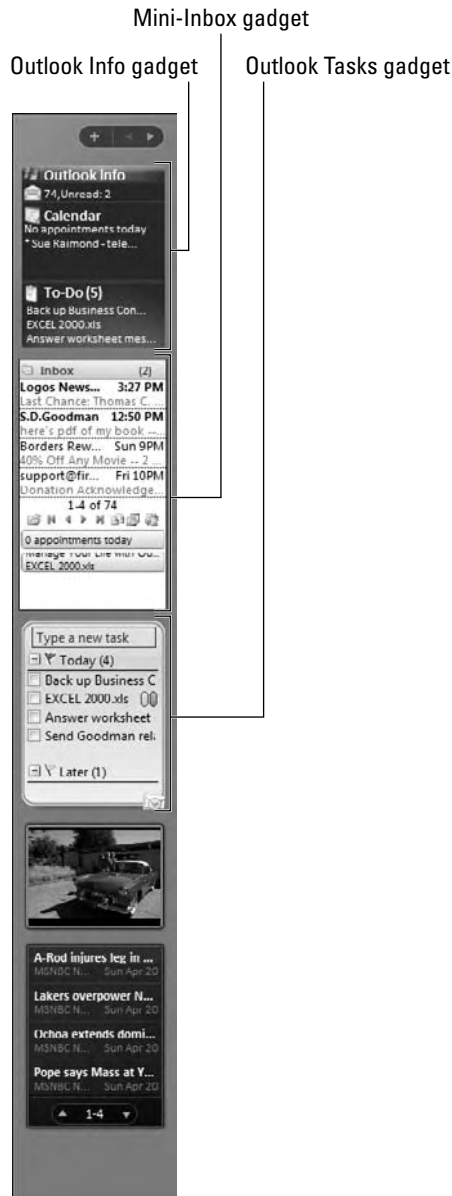 Mini-Inbox gadget
Outlook Info gadget
Outlook Tasks gadget
Outlook Info
74,Unread: 2
Calendar
No appointments today
* Sue Raimond - tele...
To-Do (5)
Back up Business Con...
EXCEL 2000.xls
Answer worksheet mes...
Inbox (2)
Logos News... 3:27 PM
Last Chance: Thomas C. ...
S.D.Goodman 12:50 PM
here's pdf of my book --...
Borders Rew... Sun 9PM
40% Off Any Movie -- 2 ...
support@fir... Fri 10PM
Donation Acknowledge...
1-4 of 74
0 appointments today
Manage Your Life with Ou...
EXCEL 2000.xls
Type a new task
Today (4)
Back up Business C
EXCEL 2000.xls
Answer worksheet
Send Goodman rel
Later (1)
A-Rod injures leg in ...
MSNBC N... Sun Apr 20
Lakers overpower N...
MSNBC N... Sun Apr 20
Ochoa extends domi...
MSNBC N... Sun Apr 20
Pope says Mass at Y...
MSNBC N... Sun Apr 20
1-4